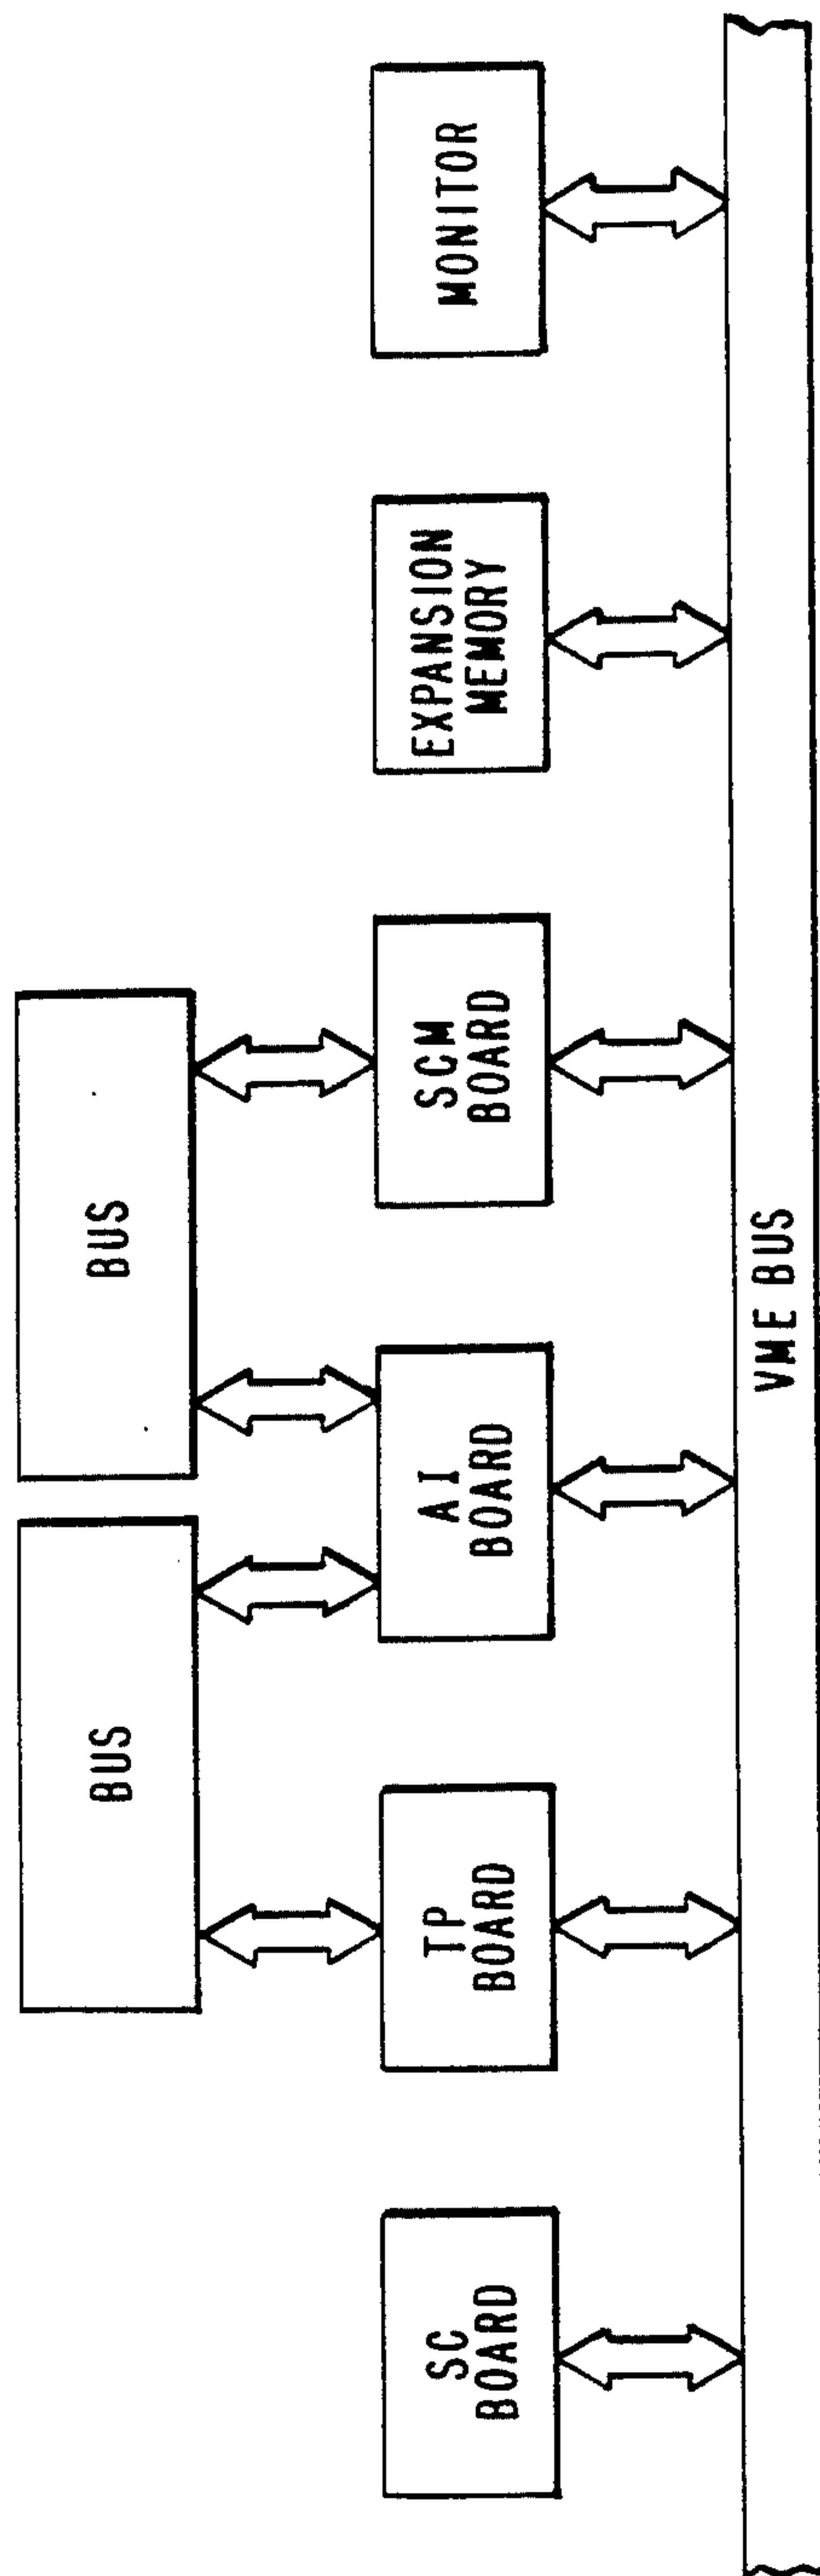 BUS
BUS
SC
BOARD
TP
BOARD
AI
BOARD
SCM
BOARD
EXPANSION
MEMORY
MONITOR
VME BUS